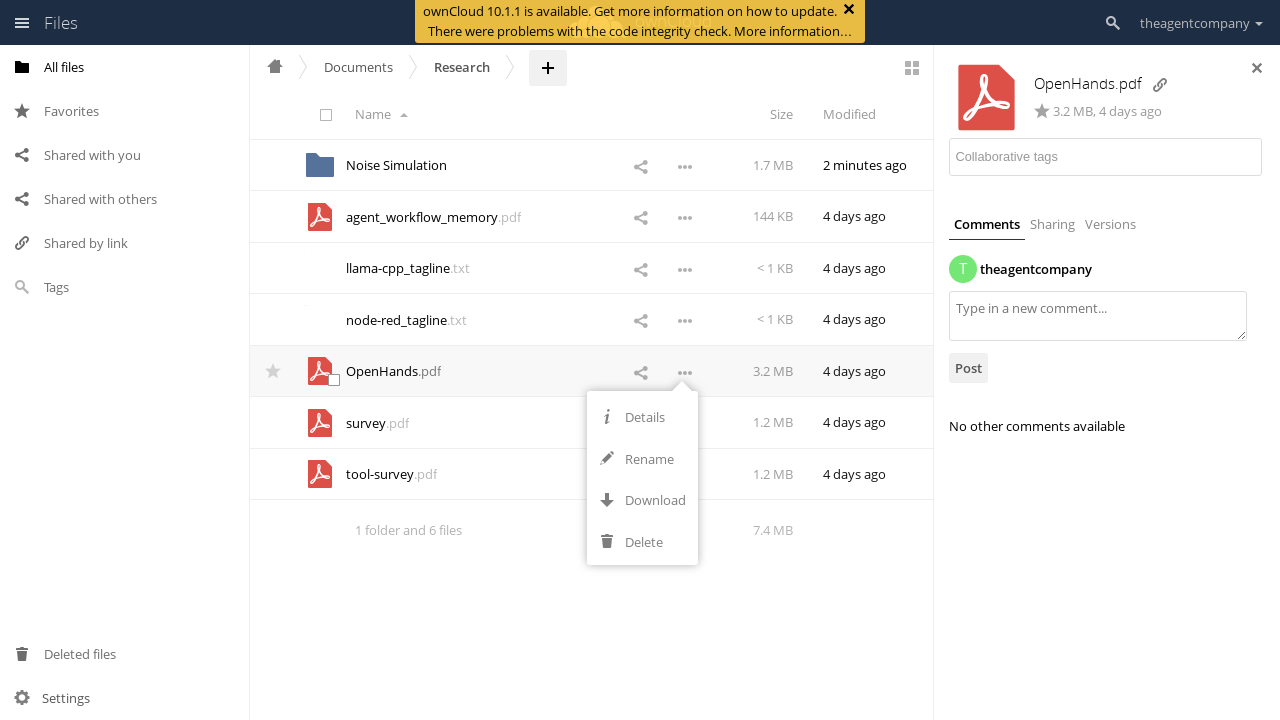 Files
ownCloud 10.1.1 is available. Get more information on how to update.
There were problems with the code integrity check. More information…
theagentcompany
All files
Favorites
Shared with you
Shared with others
Shared by link
Tags
Deleted files
Settings
Documents
Research
Name
Size
Modified
Noise Simulation
1.7 MB
2 minutes ago
agent_workflow_memory.pdf
144 KB
4 days ago
llama-cpp_tagline.txt
< 1 KB
4 days ago
node-red_tagline.txt
< 1 KB
4 days ago
OpenHands.pdf
3.2 MB
4 days ago
survey.pdf
1.2 MB
4 days ago
tool-survey.pdf
1.2 MB
4 days ago
1 folder and 6 files
7.4 MB
Details
Rename
Download
Delete
OpenHands.pdf
3.2 MB, 4 days ago
Collaborative tags
Comments
Sharing
Versions
T
theagentcompany
Type in a new comment...
Post
No other comments available